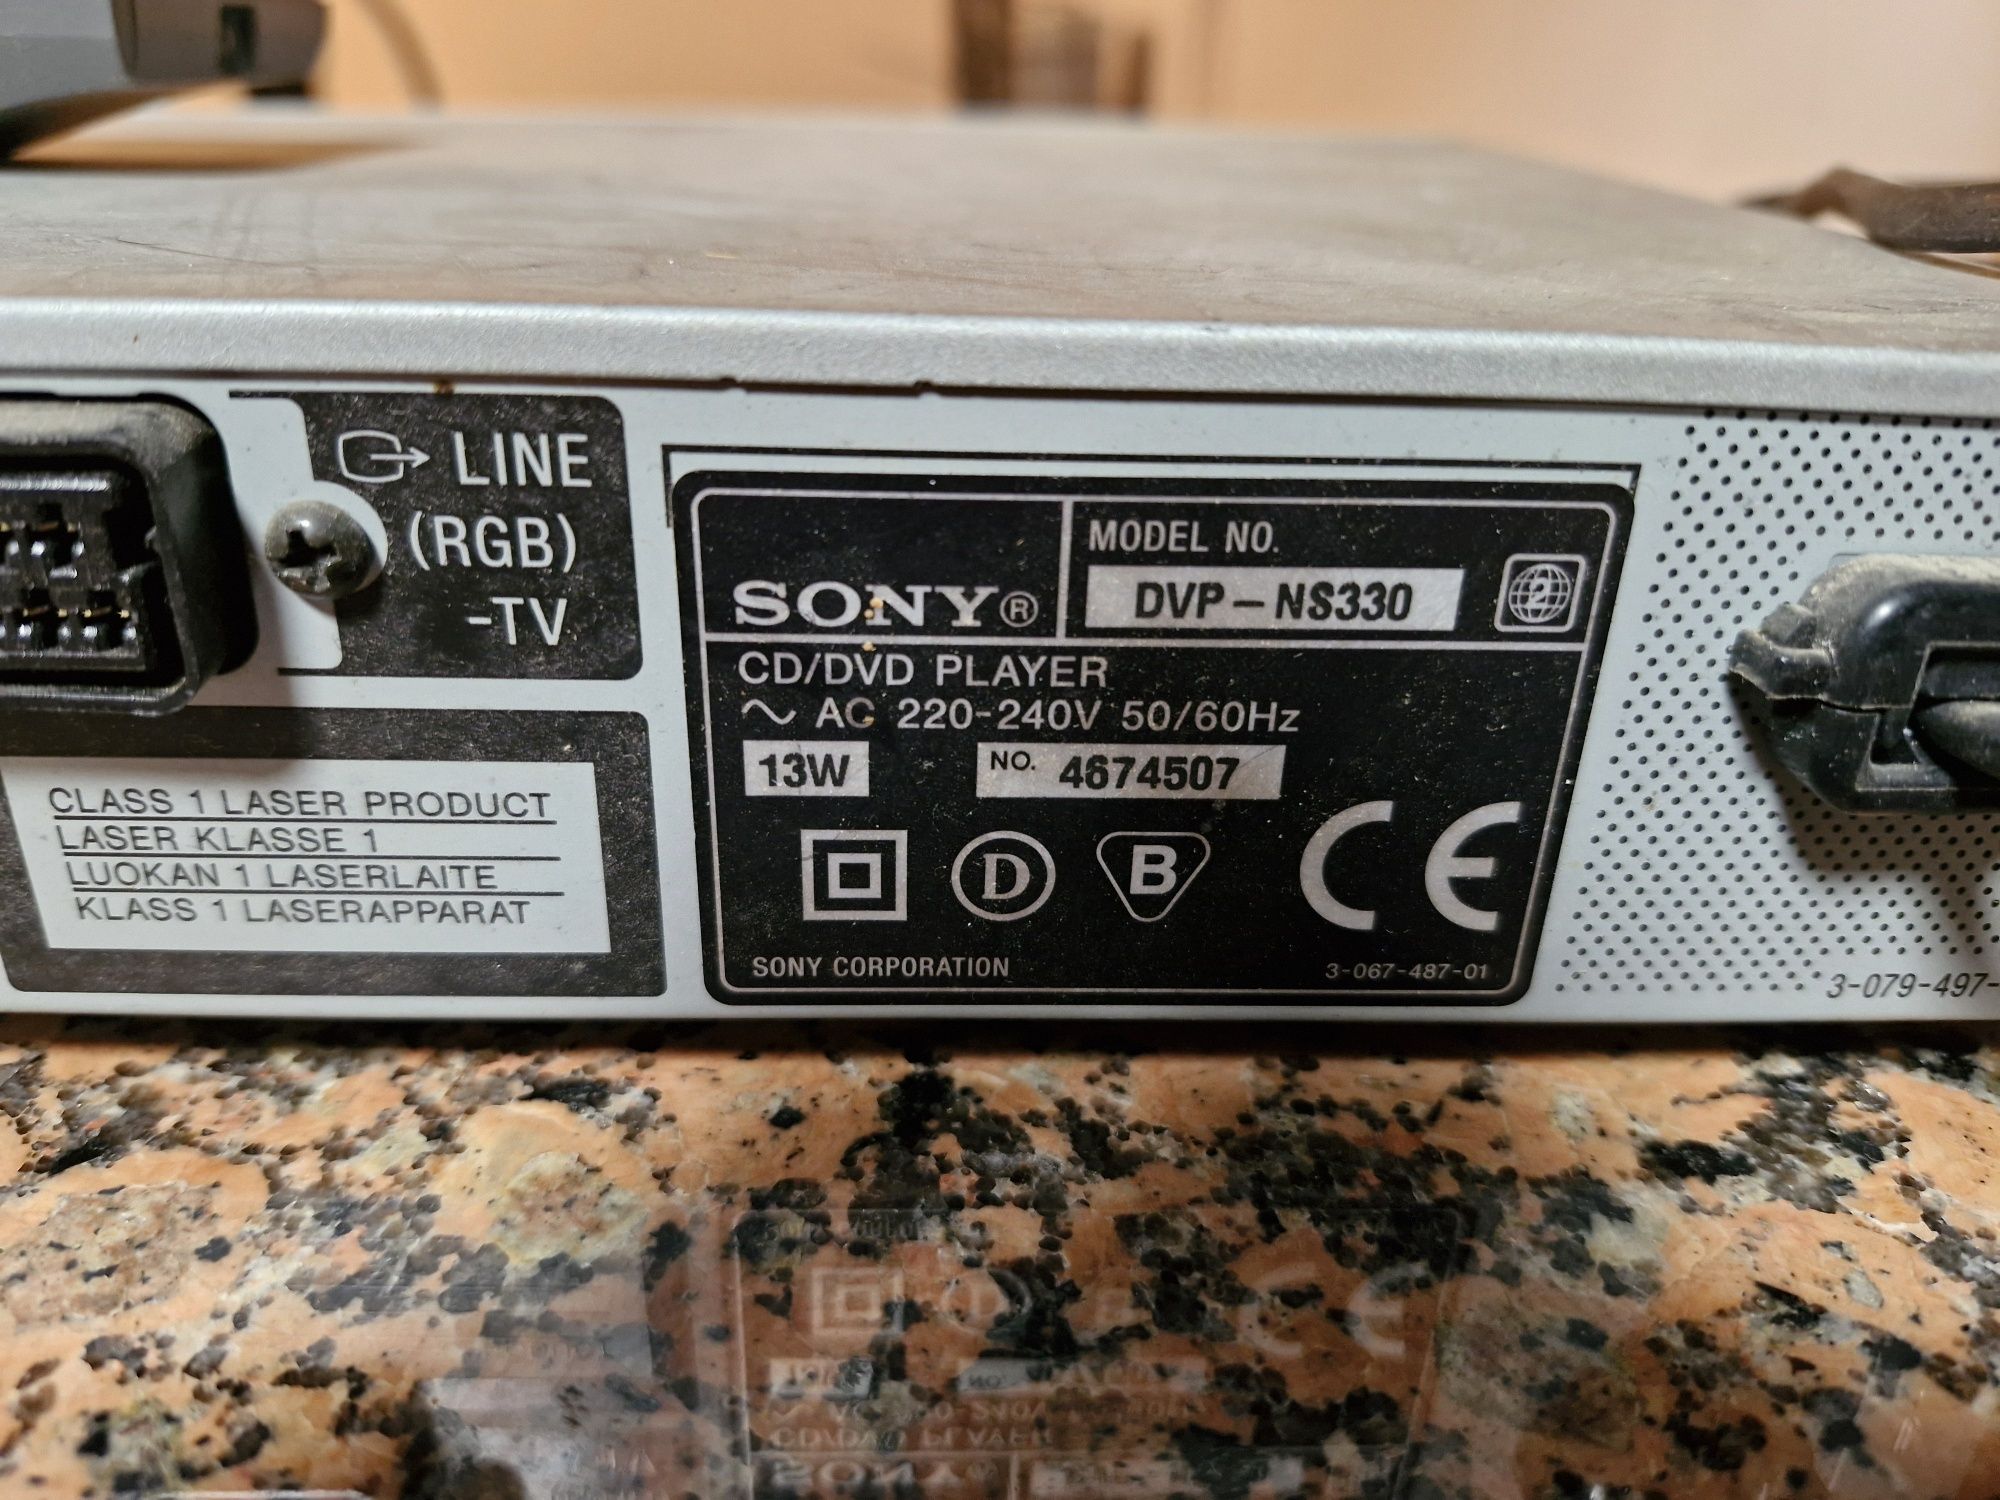 LINE
(RGB)
-TV
CLASS 1 LASER PRODUCT
LASER KLASSE 1
LUOKAN 1 LASERLAITE
KLASS 1 LASERAPPARAT
SONY®
MODEL NO.
DVP-NS330
2
CD/DVD PLAYER
~ AC 220-240V 50/60Hz
13W
NO. 4674507
D
B
CE
SONY CORPORATION
3-067-487-01
3-079-497-